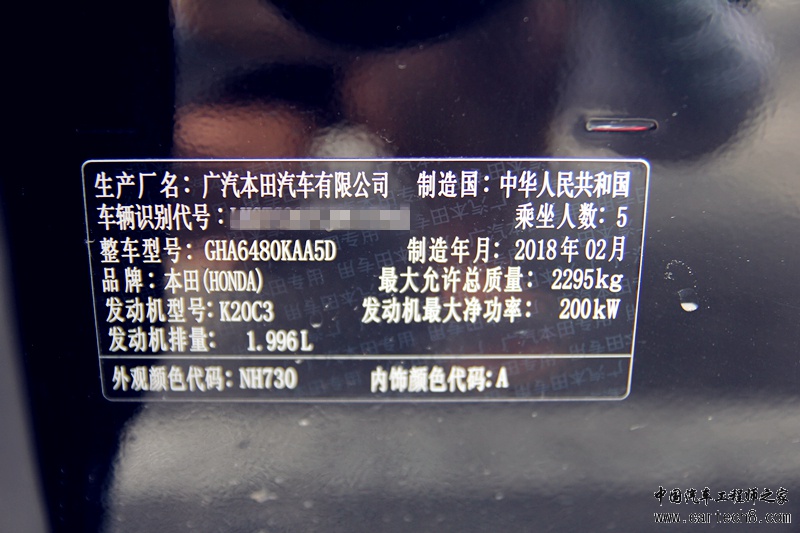 生产厂名: 广汽本田汽车有限公司 制造国: 中华人民共和国
车辆识别代号: 乘坐人数: 5
整车型号: GHA6480KAA5D 制造年月: 2018年02月
品牌: 本田(HONDA) 最大允许总质量: 2295kg
发动机型号: K20C3 发动机最大净功率: 200kW
发动机排量: 1.996L
外观颜色代码: NH730 内饰颜色代码: A
中国汽车工程师之家
www.cartech8.com